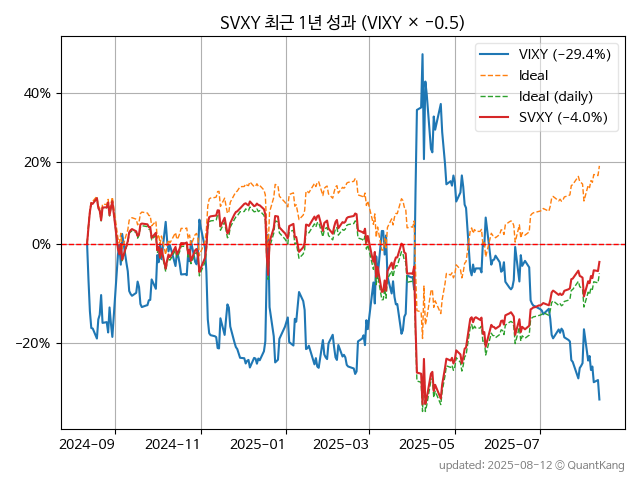 SVXY 최근 1년 성과 (VIXY × −0.5)
VIXY (−29.4%)
Ideal
Ideal (daily)
SVXY (−4.0%)
40%
20%
0%
−20%
2024−09 2024−11 2025−01 2025−03 2025−05 2025−07
updated: 2025-08-12 © QuantKang